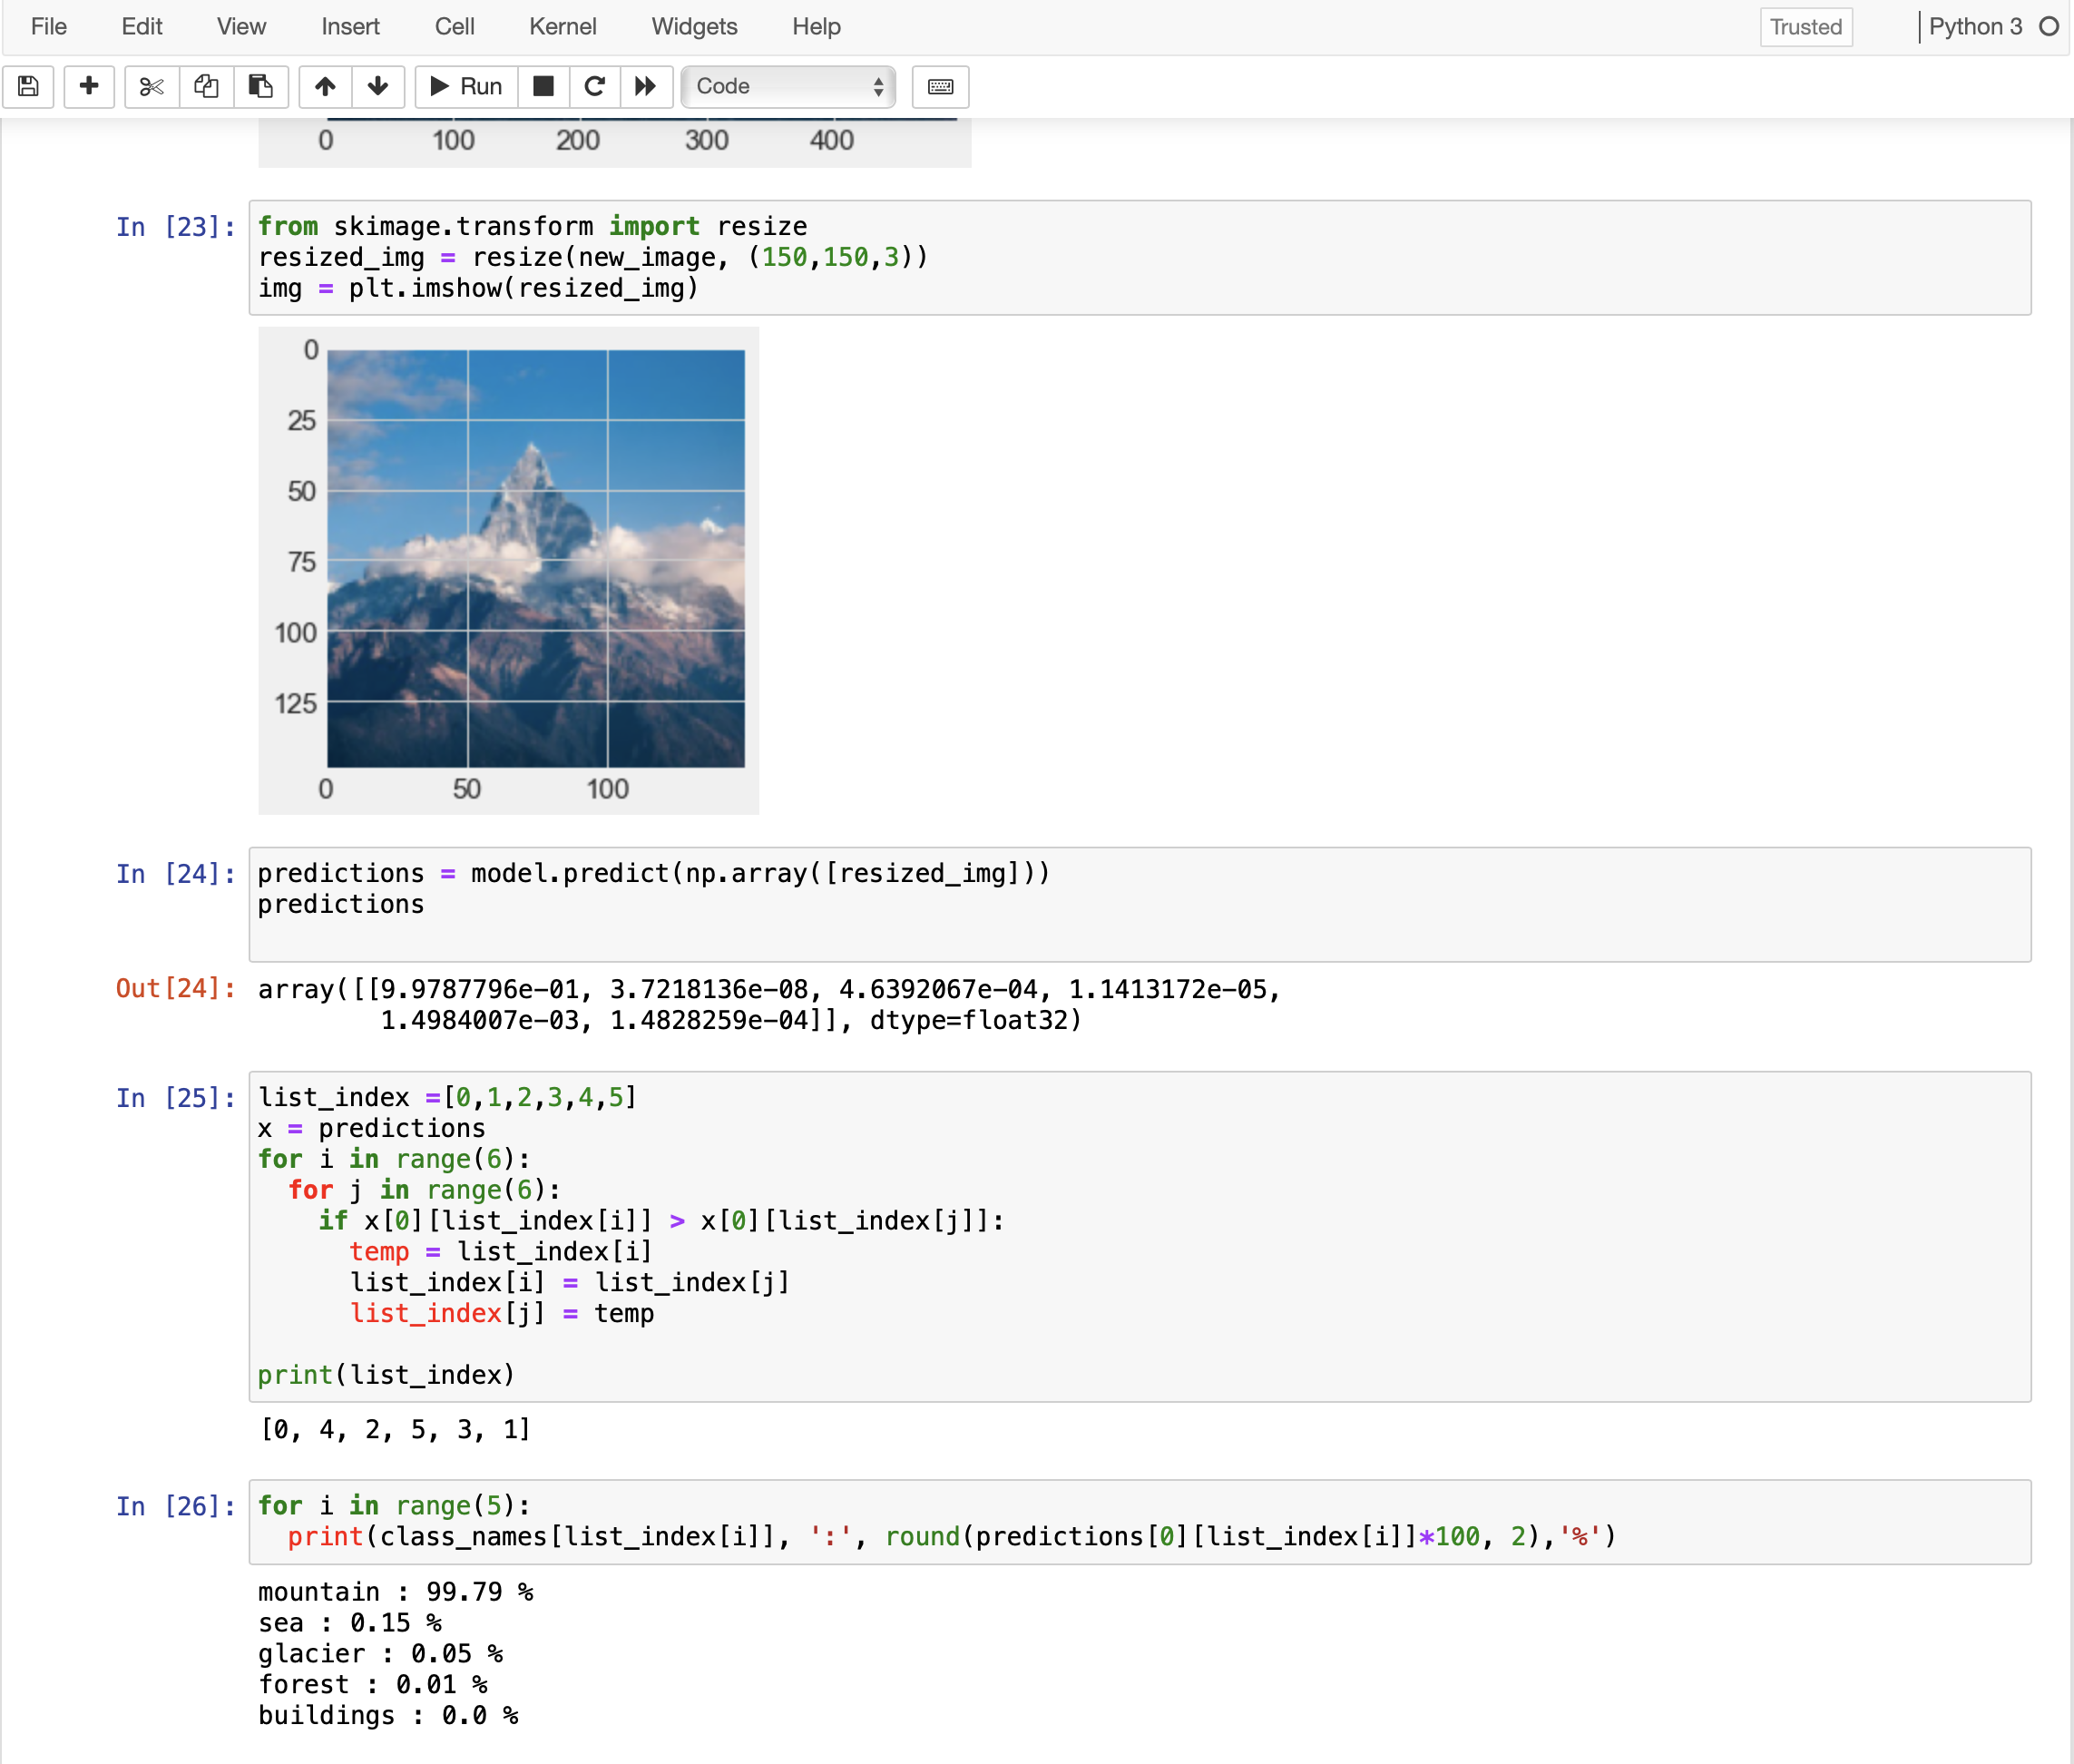 File Edit View Insert Cell Kernel Widgets Help Trusted Python 3
Run Code
0 100 200 300 400
In [23]: from skimage.transform import resize
resized_img = resize(new_image, (150,150,3))
img = plt.imshow(resized_img)
0
25
50
75
100
125
0 50 100
In [24]: predictions = model.predict(np.array([resized_img]))
predictions
Out[24]: array([[9.9787796e-01, 3.7218136e-08, 4.6392067e-04, 1.1413172e-05,
1.4984007e-03, 1.4828259e-04]], dtype=float32)
In [25]: list_index =[0,1,2,3,4,5]
x = predictions
for i in range(6):
  for j in range(6):
    if x[0][list_index[i]] > x[0][list_index[j]]:
      temp = list_index[i]
      list_index[i] = list_index[j]
      list_index[j] = temp
print(list_index)
[0, 4, 2, 5, 3, 1]
In [26]: for i in range(5):
  print(class_names[list_index[i]], ':', round(predictions[0][list_index[i]]*100, 2),'%')
mountain : 99.79 %
sea : 0.15 %
glacier : 0.05 %
forest : 0.01 %
buildings : 0.0 %